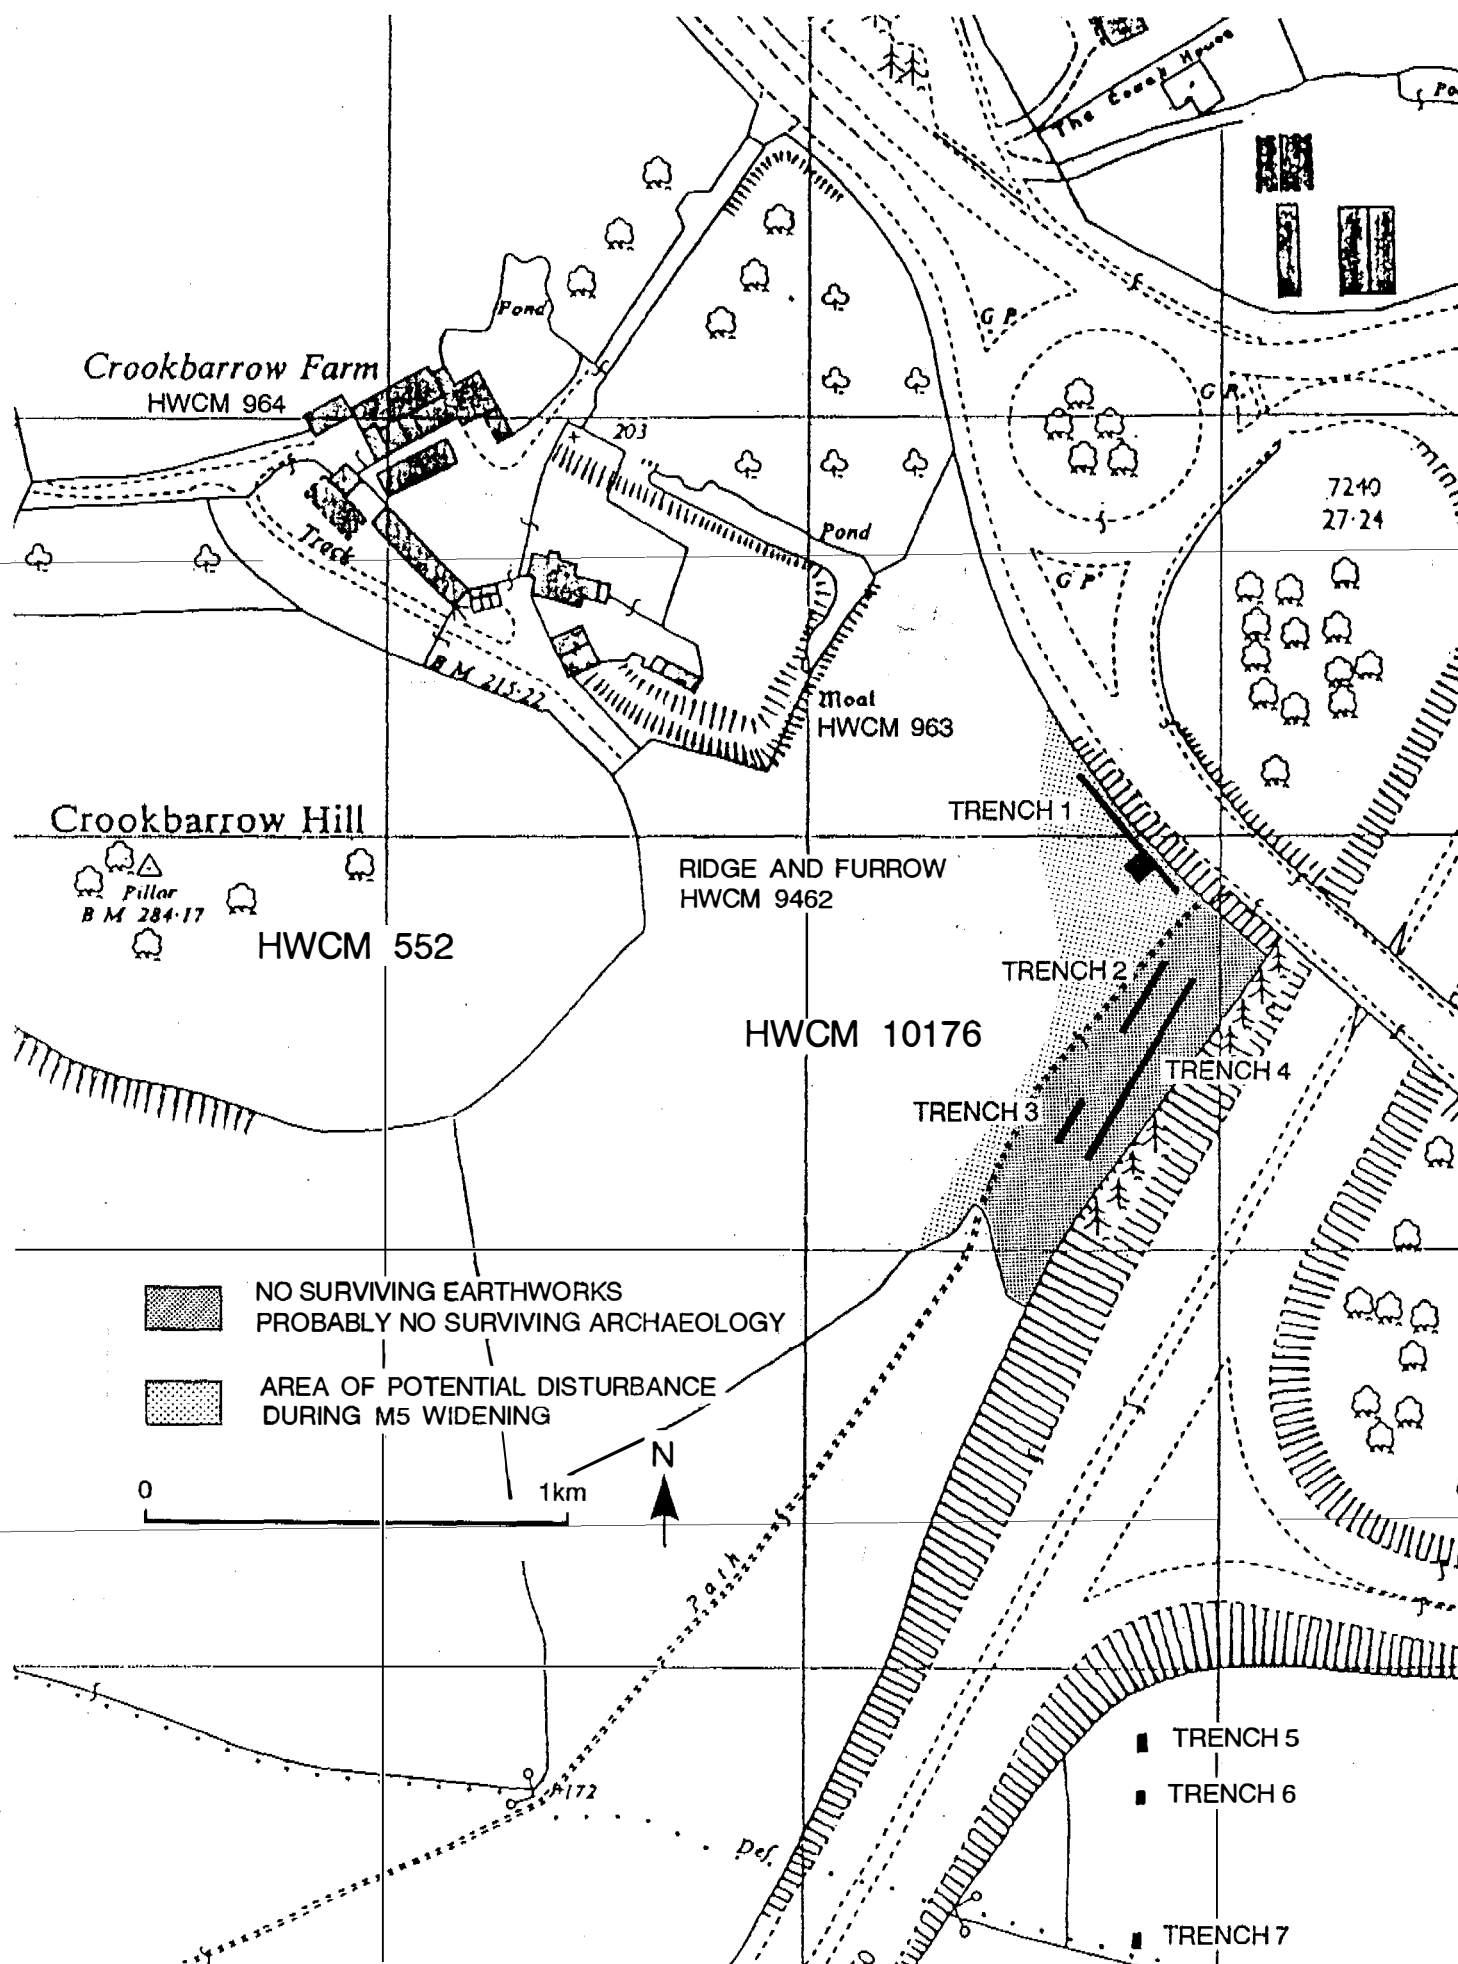 The Coach House
Po
Pond
G P.
Crookbarrow Farm
HWCM 964
G P.
203
7240
27·24
Pond
Track
G P
B M 215·22
Moat
HWCM 963
TRENCH 1
Crookbarrow Hill
RIDGE AND FURROW
HWCM 9462
Pillar
B M 284·17
HWCM 552
TRENCH 2
HWCM 10176
TRENCH 4
TRENCH 3
NO SURVIVING EARTHWORKS
PROBABLY NO SURVIVING ARCHAEOLOGY
AREA OF POTENTIAL DISTURBANCE
DURING M5 WIDENING
N
0
1km
Path
TRENCH 5
172
TRENCH 6
Def.
TRENCH 7